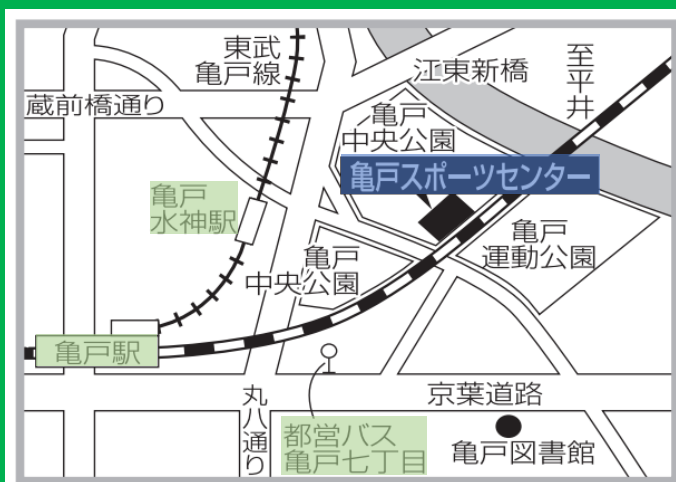 東武
亀戸線
江東新橋
至平井
蔵前橋通り
亀戸
中央公園
亀戸スポーツセンター
亀戸
水神駅
亀戸
運動公園
亀戸
中央公園
亀戸駅
京葉道路
丸八通り
都営バス
亀戸七丁目
亀戸図書館